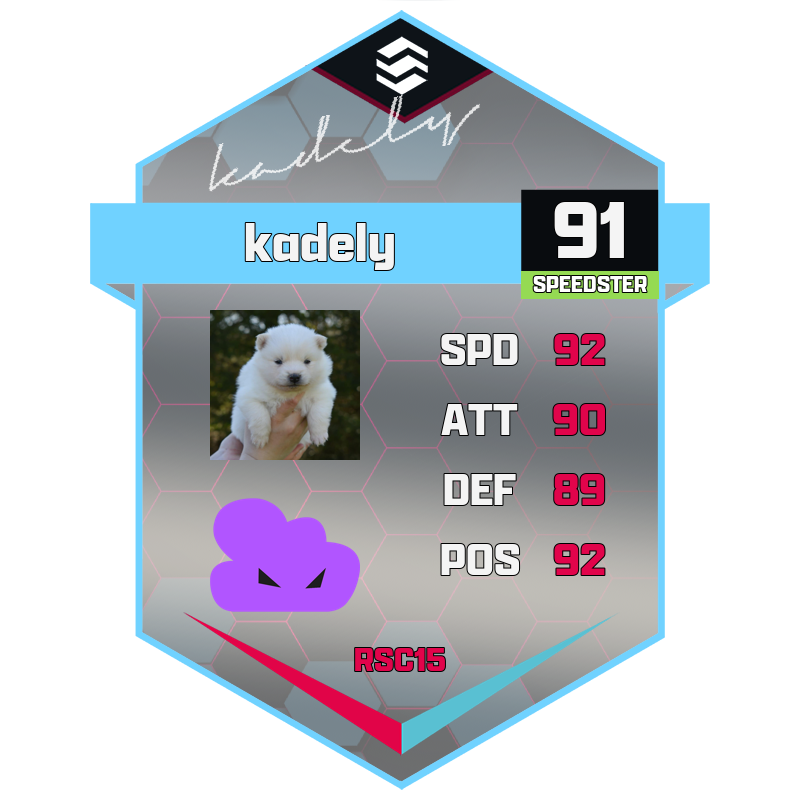 kadely
kadely
91
SPEEDSTER
SPD 92
ATT 90
DEF 89
POS 92
RSC15